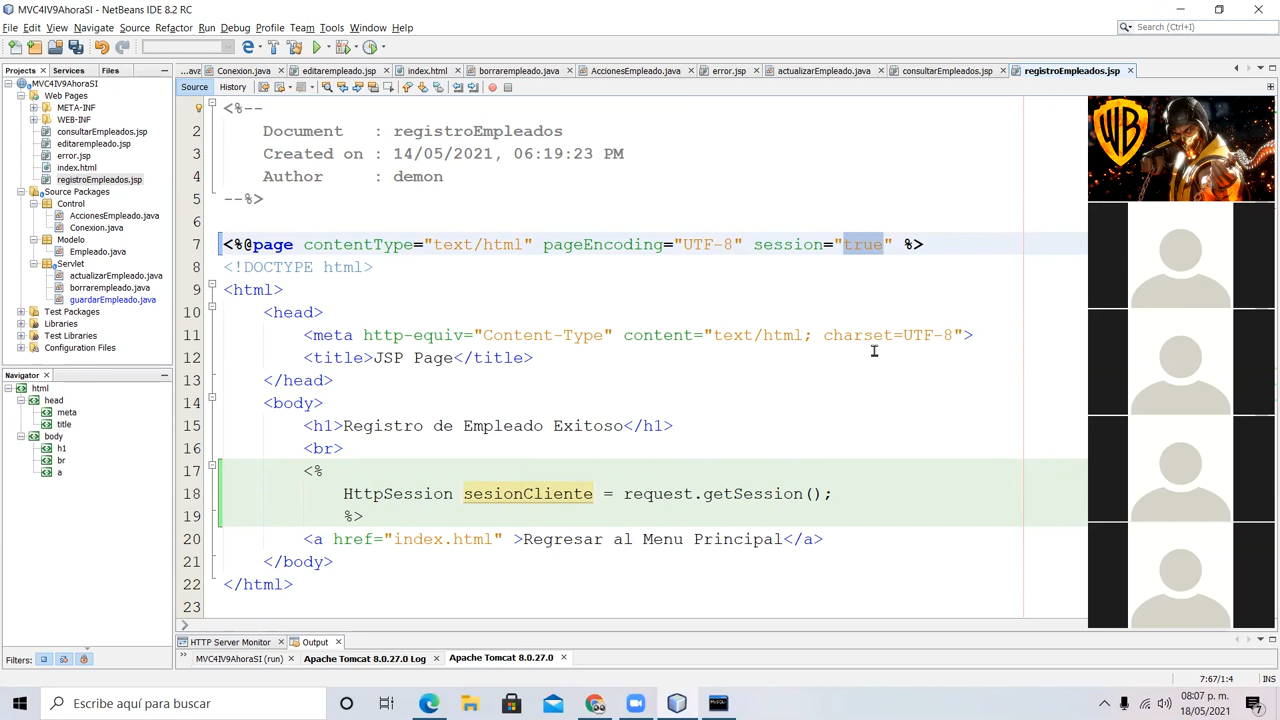 MVC4IV9AhoraSI - NetBeans IDE 8.2 RC
File Edit View Navigate Source Refactor Run Debug Profile Team Tools Window Help
Search (Ctrl+I)
Projects Services Files
...ava Conexion.java editarempleado.jsp index.html borrarempleado.java AccionesEmpleado.java error.jsp actualizarEmpleado.java consultarEmpleados.jsp registroEmpleados.jsp
Source History
MVC4IV9AhoraSI
Web Pages
META-INF
WEB-INF
consultarEmpleados.jsp
editarempleado.jsp
error.jsp
index.html
registroEmpleados.jsp
Source Packages
Control
AccionesEmpleado.java
Conexion.java
Modelo
Empleado.java
Servlet
actualizarEmpleado.java
borrarempleado.java
guardarEmpleado.java
Test Packages
Libraries
Test Libraries
Configuration Files
Navigator
html
head
meta
title
body
h1
br
a
Filters:
<%--
2 Document : registroEmpleados
3 Created on : 14/05/2021, 06:19:23 PM
4 Author : demon
5 --%>
6
7 <%@page contentType="text/html" pageEncoding="UTF-8" session="true" %>
8 <!DOCTYPE html>
9 <html>
10 <head>
11 <meta http-equiv="Content-Type" content="text/html; charset=UTF-8">
12 <title>JSP Page</title>
13 </head>
14 <body>
15 <h1>Registro de Empleado Exitoso</h1>
16 <br>
17 <%
18 HttpSession sesionCliente = request.getSession();
19 %>
20 <a href="index.html" >Regresar al Menu Principal</a>
21 </body>
22 </html>
23
WB
HTTP Server Monitor Output
MVC4IV9AhoraSI (run) Apache Tomcat 8.0.27.0 Log Apache Tomcat 8.0.27.0
7:67/1:4 INS
Escribe aquí para buscar
08:07 p. m.
18/05/2021
7